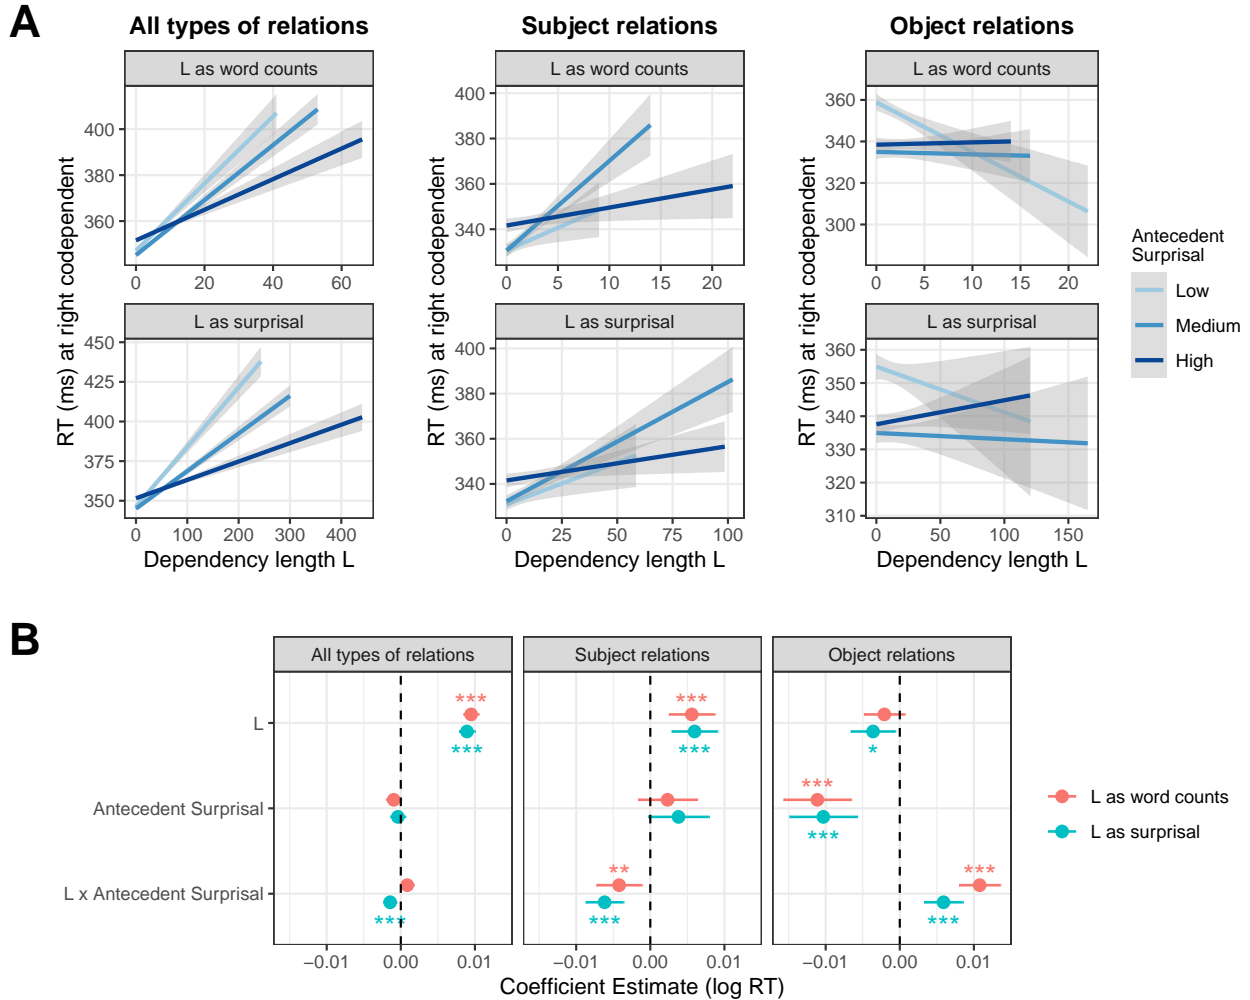 A
All types of relations
Subject relations
Object relations
L as word counts
L as word counts
L as word counts
RT (ms) at right codependent
RT (ms) at right codependent
RT (ms) at right codependent
400
380
360
0 20 40 60
400
380
360
340
0 5 10 15 20
360
340
320
300
0 5 10 15 20
L as surprisal
L as surprisal
L as surprisal
450
425
400
375
350
0 100 200 300 400
400
380
360
340
0 25 50 75 100
360
350
340
330
320
310
0 50 100 150
Dependency length L
Dependency length L
Dependency length L
Antecedent
Surprisal
Low
Medium
High
B
All types of relations
Subject relations
Object relations
L
Antecedent Surprisal
L x Antecedent Surprisal
***
***
***
***
***
*
***
***
**
***
***
***
−0.01 0.00 0.01
−0.01 0.00 0.01
−0.01 0.00 0.01
Coefficient Estimate (log RT)
L as word counts
L as surprisal